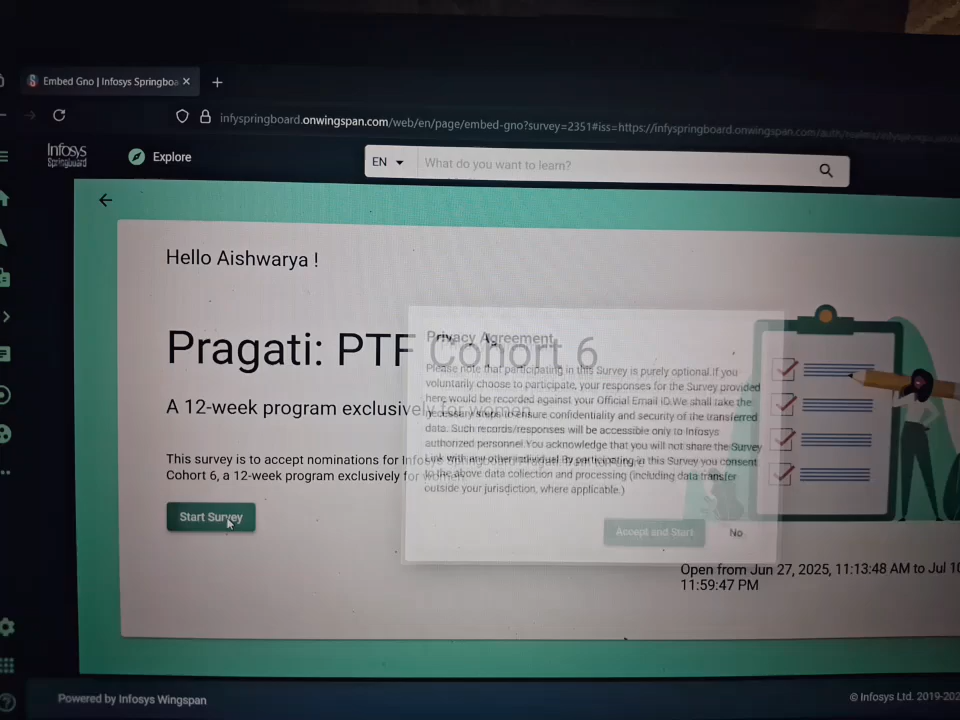 Embed Gno | Infosys Springboa
infyspringboard.onwingspan.com/web/en/page/embed-gno?survey=2351#iss=https://infyspringboard.onwingspan.com/auth/realms/
Infosys
Springboard
Explore
EN
What do you want to learn?
Hello Aishwarya !
Pragati: PTF Cohort 6
A 12-week program exclusively for women
This survey is to accept nominations for Infosys
Cohort 6, a 12-week program exclusively for women
Start Survey
Privacy Agreement
Please note that participating in this Survey is purely optional.If you
voluntarily choose to participate, your responses for the Survey provided
here would be recorded against your Official Email ID.We shall take the
necessary steps to ensure confidentiality and security of the transferred
data. Such records/responses will be accessible only to Infosys
authorized personnel.You acknowledge that you will not share the Survey
Link with any other individual.By participating in this Survey you consent
to the above data collection and processing (including data transfer
outside your jurisdiction, where applicable.)
Accept and Start
No
Open from Jun 27, 2025, 11:13:48 AM to Jul 10
11:59:47 PM
Powered by Infosys Wingspan
© Infosys Ltd. 2019-202